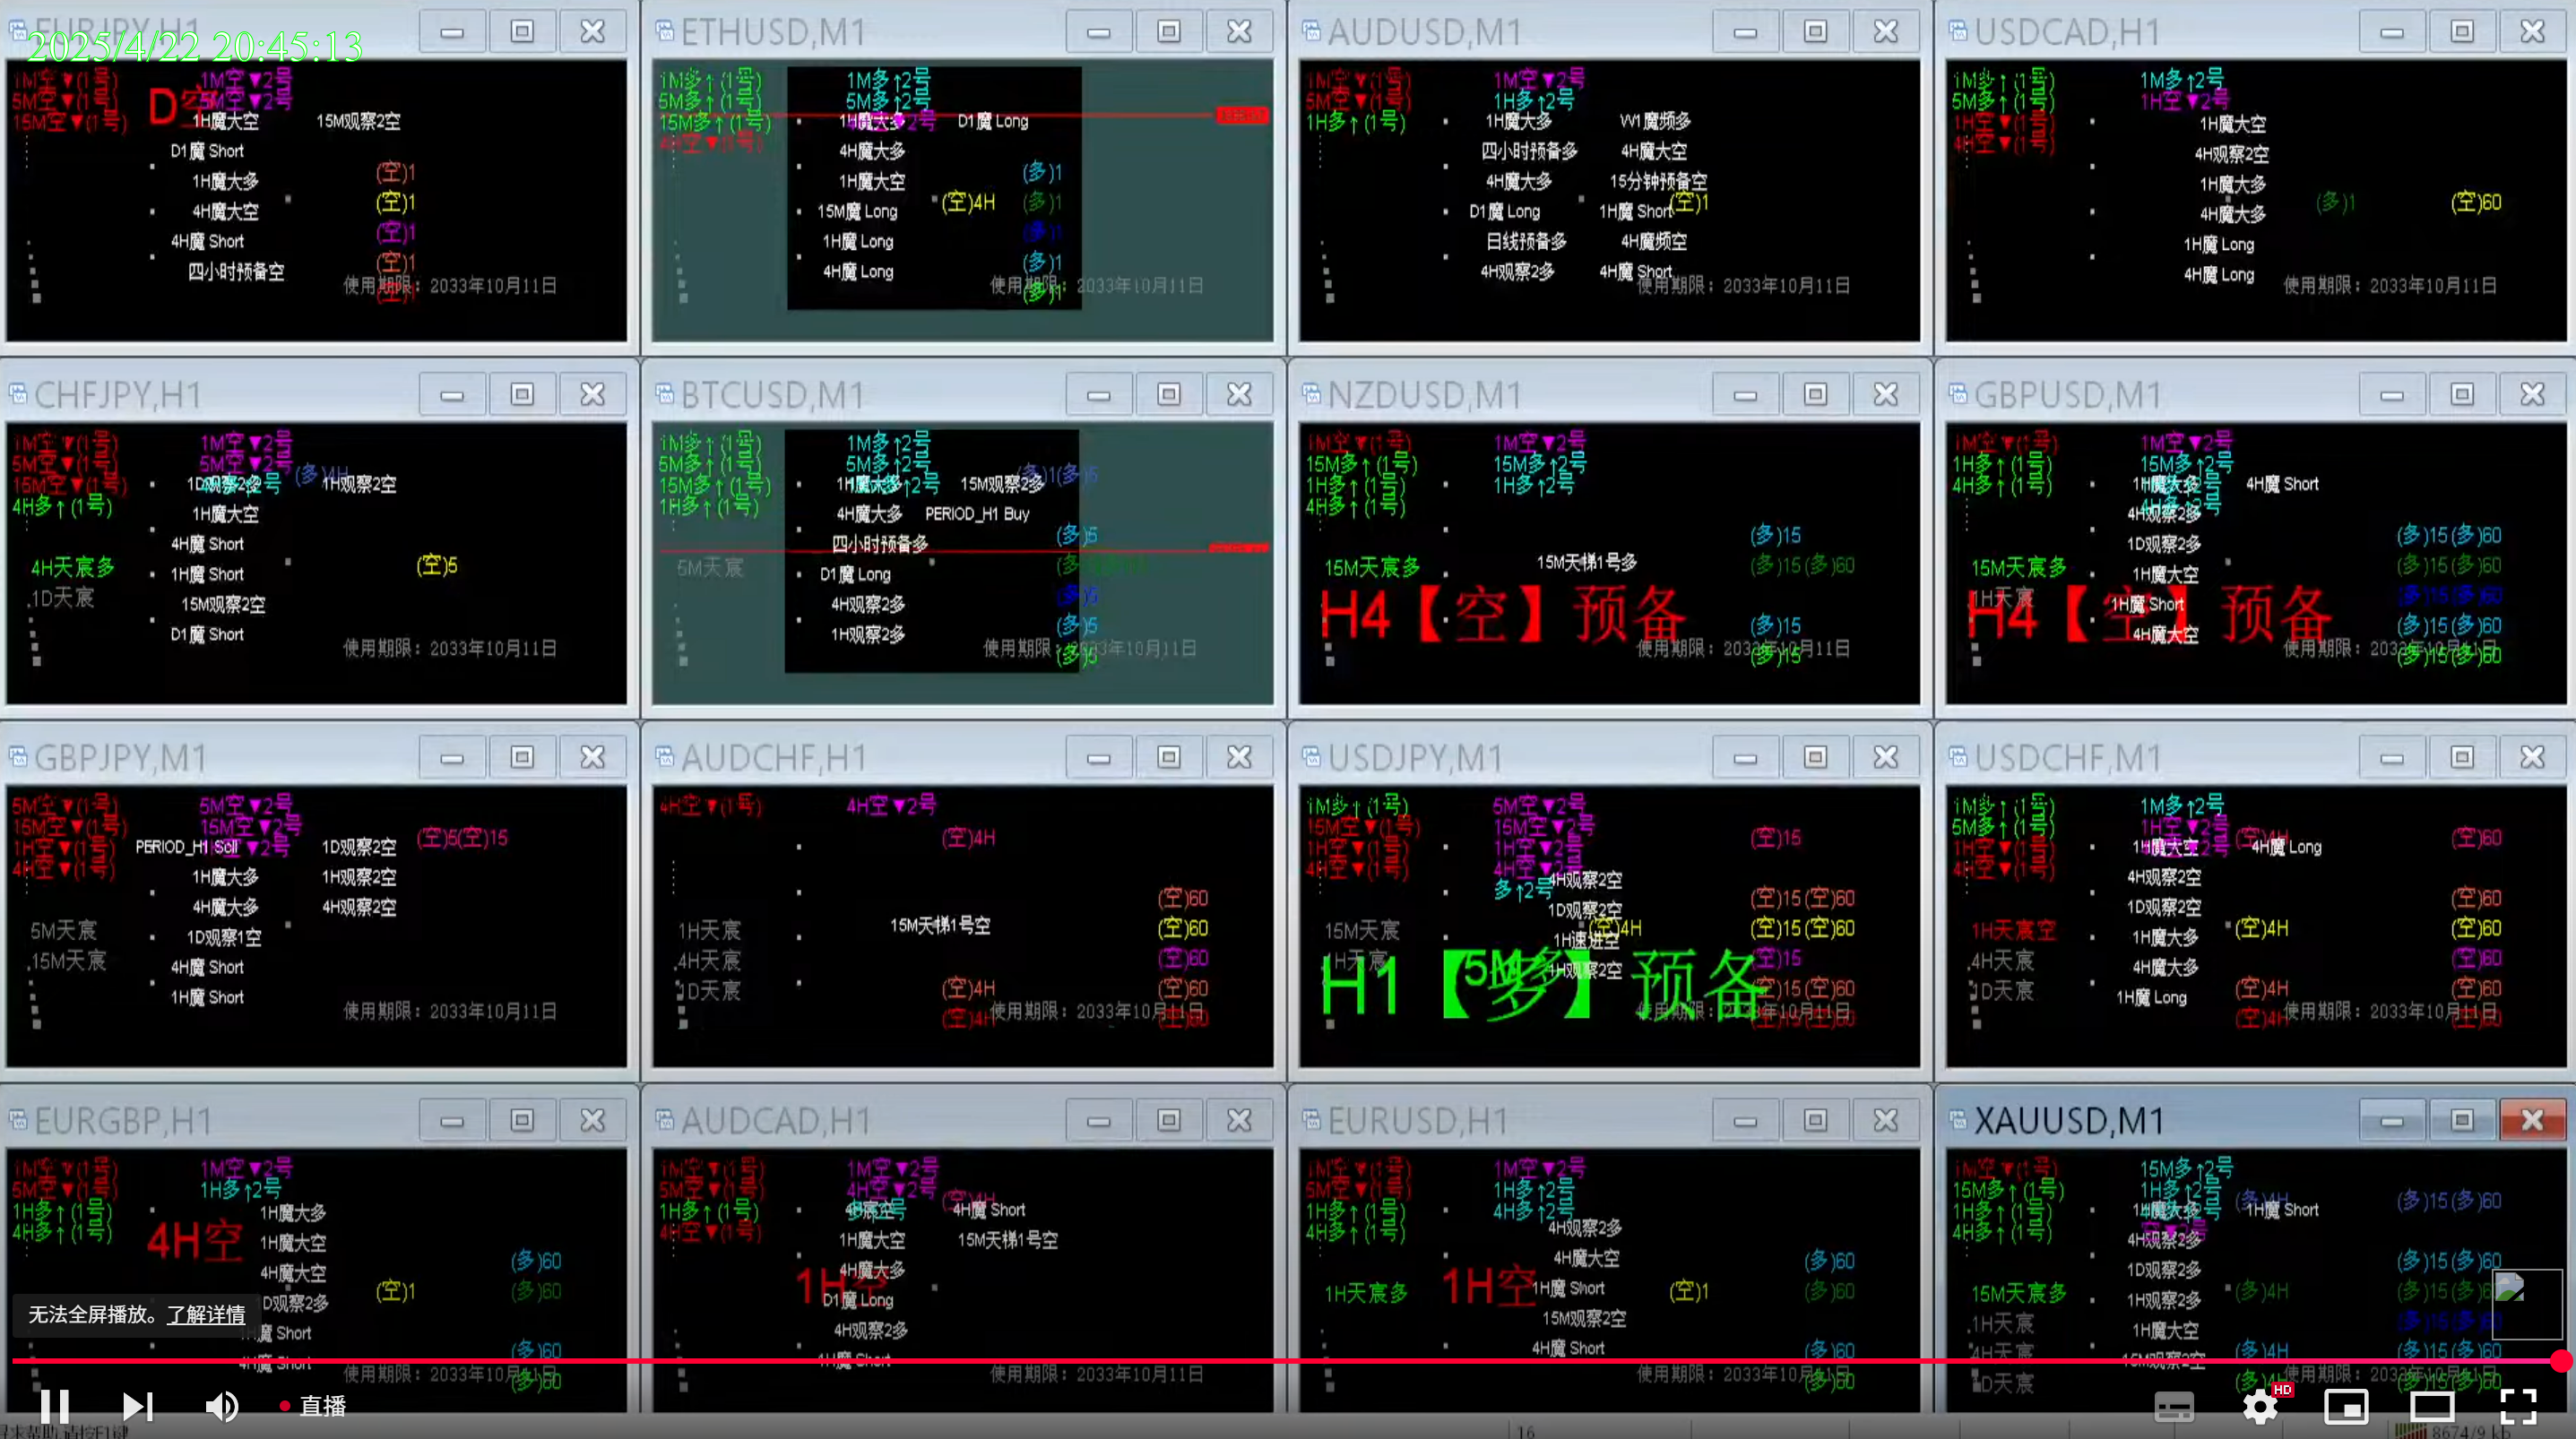 EURJPY,H1
2025/4/22 20:45:13
1M空▼(1号) 1M空▼2号
5M空▼(1号) 5M空▼2号
15M空▼(1号)
D空
1H魔大空 15M观察2空
D1魔 Short
1H魔大多
4H魔大空
4H魔 Short
四小时预备空
(空)1
(空)1
(空)1
(空)1
使用期限：2033年10月11日
ETHUSD,M1
1M多↑(1号) 1M多↑2号
5M多↑(1号) 5M多↑2号
15M多↑(1号)
4H空▼(1号)
1H魔大多 D1魔 Long
4H魔大多
1H魔大空
15M魔 Long
1H魔 Long
4H魔 Long
(空)4H
(多)1
(多)1
(多)1
(多)1
(多)1
使用期限：2033年10月11日
AUDUSD,M1
1M空▼(1号) 1M空▼2号
5M空▼(1号) 1H多↑2号
1H多↑(1号)
1H魔大多 W1魔频多
四小时预备多 4H魔大空
4H魔大多 15分钟预备空
D1魔 Long 1H魔 Short
日线预备多 4H魔频空
4H观察2多 4H魔 Short
(空)1
使用期限：2033年10月11日
USDCAD,H1
1M多↑(1号) 1M多↑2号
5M多↑(1号) 1H空▼2号
1H空▼(1号)
4H空▼(1号)
1H魔大空
4H观察2空
1H魔大多
4H魔大多
1H魔 Long
4H魔 Long
(多)1 (空)60
使用期限：2033年10月11日
CHFJPY,H1
1M空▼(1号) 1M空▼2号
5M空▼(1号) 5M空▼2号
15M空▼(1号)
4H多↑(1号)
(多)4H
1D观察2多 1H观察2空
1H魔大空
4H魔 Short
1H魔 Short
15M观察2空
D1魔 Short
4H天宸多
1D天宸
(空)5
使用期限：2033年10月11日
BTCUSD,M1
1M多↑(1号) 1M多↑2号
5M多↑(1号) 5M多↑2号
15M多↑(1号)
1H多↑(1号)
1H魔大多 15M观察2多
(多)1(多)5
4H魔大多 PERIOD_H1 Buy
四小时预备多
D1魔 Long
4H观察2多
1H观察2多
5M天宸
(多)5
(多)5
(多)5
(多)5
使用期限：2033年10月11日
NZDUSD,M1
1M空▼(1号) 1M空▼2号
15M多↑(1号) 15M多↑2号
1H多↑(1号) 1H多↑2号
4H多↑(1号)
15M天宸多
15M天梯1号多
H4【空】预备
(多)15
(多)15(多)60
(多)15
(多)15
使用期限：2033年10月11日
GBPUSD,M1
1M空▼(1号) 1M空▼2号
1H多↑(1号) 15M多↑2号
4H多↑(1号)
1H魔大多 4H魔 Short
4H观察2多
1D观察2多
1H魔大空
1H魔 Short
4H魔大空
15M天宸多
1H天宸
H4【空】预备
(多)15(多)60
(多)15(多)60
(多)15(多)60
(多)15(多)60
(多)15(多)60
使用期限：2033年10月11日
GBPJPY,M1
5M空▼(1号) 5M空▼2号
15M空▼(1号) 15M空▼2号
1H空▼(1号) 1H空▼2号
4H空▼(1号)
(空)5(空)15
PERIOD_H1 Sell 1D观察2空
1H魔大多 1H观察2空
4H魔大多 4H观察2空
1D观察1空
4H魔 Short
1H魔 Short
5M天宸
15M天宸
使用期限：2033年10月11日
AUDCHF,H1
4H空▼(1号) 4H空▼2号
(空)4H
15M天梯1号空
1H天宸
4H天宸
1D天宸
(空)60
(空)60
(空)60
(空)4H (空)60
(空)4H (空)60
使用期限：2033年10月11日
USDJPY,M1
1M多↑(1号) 5M空▼2号
15M空▼(1号) 15M空▼2号
1H空▼(1号) 1H空▼2号
4H空▼(1号) 4H空▼2号
多↑2号
(空)15
4H观察2空
1D观察2空
1H速进空
1H观察2空
15M天宸
4H天宸
(空)4H
5M多
H1【多】预备
(空)15(空)60
(空)15(空)60
(空)15
(空)15(空)60
(空)15(空)60
使用期限：2033年10月11日
USDCHF,M1
1M多↑(1号) 1M多↑2号
5M多↑(1号) 1H空▼2号
1H空▼(1号)
4H空▼(1号)
(空)4H (空)60
1H魔大空 4H魔 Long
4H观察2空
1D观察2空
1H魔大多
4H魔大多
1H魔 Long
1H天宸空
4H天宸
1D天宸
(空)60
(空)4H (空)60
(空)60
(空)4H (空)60
(空)4H (空)60
使用期限：2033年10月11日
EURGBP,H1
1M空▼(1号) 1M空▼2号
5M空▼(1号) 1H多↑2号
1H多↑(1号)
4H多↑(1号)
4H空
1H魔大多
1H魔大空
4H魔大空
1D观察2多
1H魔 Short
4H魔 Short
(空)1
(多)60
(多)60
(多)60
(多)60
使用期限：2033年10月11日
AUDCAD,H1
1M空▼(1号) 1M空▼2号
5M空▼(1号) 4H空▼2号
1H多↑(1号)
4H空▼(1号)
(空)4H
4H魔 Short
1H魔大空 15M天梯1号空
4H魔大多
1H空
D1魔 Long
4H观察2多
1H魔 Short
使用期限：2033年10月11日
EURUSD,H1
1M空▼(1号) 1M空▼2号
5M空▼(1号) 1H多↑2号
1H多↑(1号) 4H多↑2号
4H多↑(1号)
4H观察2多
4H魔大空
1H魔 Short
15M观察2空
4H魔 Short
1H天宸多
1H空
(空)1
(多)60
(多)60
(多)60
(多)60
使用期限：2033年10月11日
XAUUSD,M1
1M空▼(1号) 15M多↑2号
15M多↑(1号) 1H多↑2号
1H多↑(1号)
4H多↑(1号)
(多)4H (多)15(多)60
1H魔大多 1H魔 Short
4H观察2多
1D观察2多
1H观察2多
1H魔大空
15M观察2空
15M天宸多
1H天宸
4H天宸
1D天宸
(多)15(多)60
(多)4H (多)15(多)6
(多)15(多)60
(多)4H (多)15(多)60
(多)4H (多)15(多)60
使用期限：2033年10月11日
无法全屏播放。了解详情
直播
HD
16
8674/9 kb